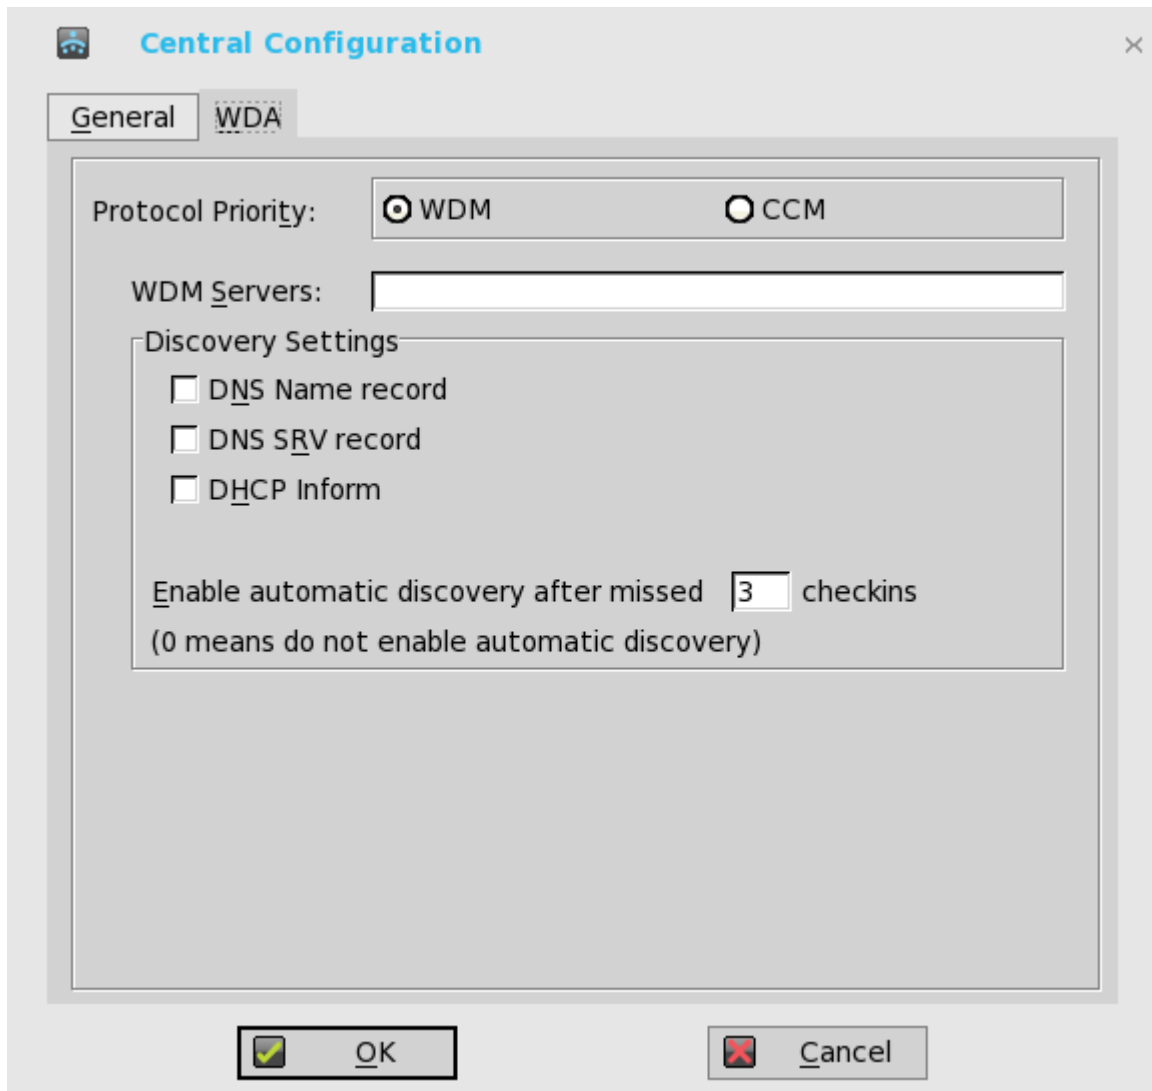 Central Configuration
General WDA
Protocol Priority: WDM CCM
WDM Servers:
Discovery Settings
DNS Name record
DNS SRV record
DHCP Inform
Enable automatic discovery after missed 3 checkins
(0 means do not enable automatic discovery)
OK Cancel